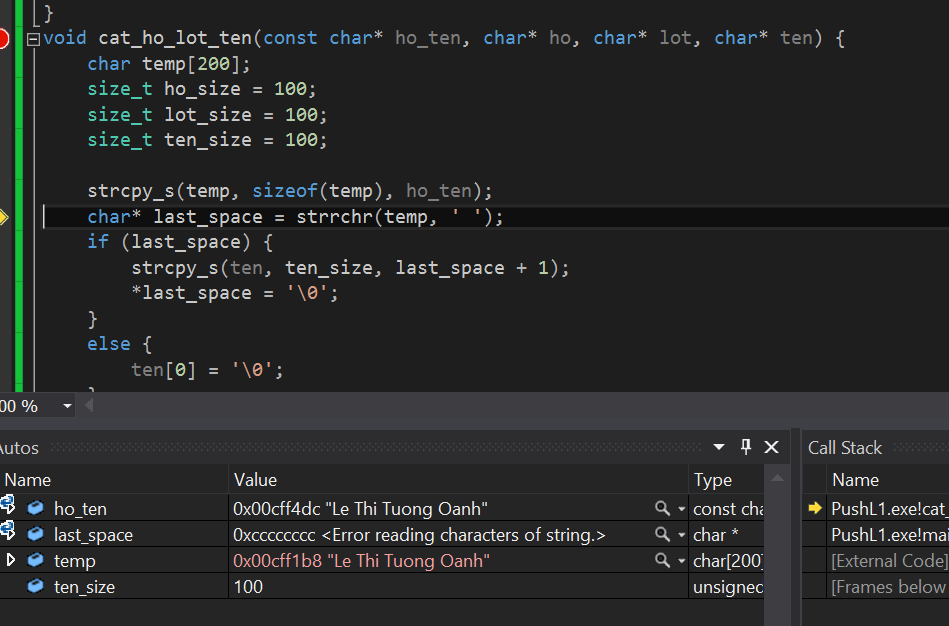 }
void cat_ho_lot_ten(const char* ho_ten, char* ho, char* lot, char* ten) {
char temp[200];
size_t ho_size = 100;
size_t lot_size = 100;
size_t ten_size = 100;
strcpy_s(temp, sizeof(temp), ho_ten);
char* last_space = strrchr(temp, ' ');
if (last_space) {
strcpy_s(ten, ten_size, last_space + 1);
*last_space = '\0';
}
else {
ten[0] = '\0';
00 %
Autos
Call Stack
Name Value Type
Name
ho_ten 0x00cff4dc "Le Thi Tuong Oanh" const cha
PushL1.exe!cat_
last_space 0xcccccccc <Error reading characters of string.> char *
PushL1.exe!mai
temp 0x00cff1b8 "Le Thi Tuong Oanh" char[200]
[External Code]
ten_size 100 unsigned
[Frames below